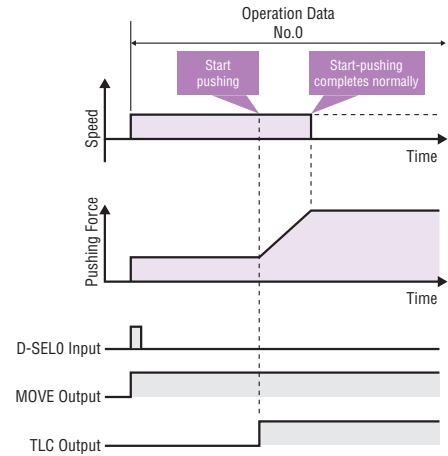 Operation Data
No.0
Start
pushing
Start-pushing
completes normally
Speed
Time
Pushing Force
Time
D-SEL0 Input
MOVE Output
TLC Output